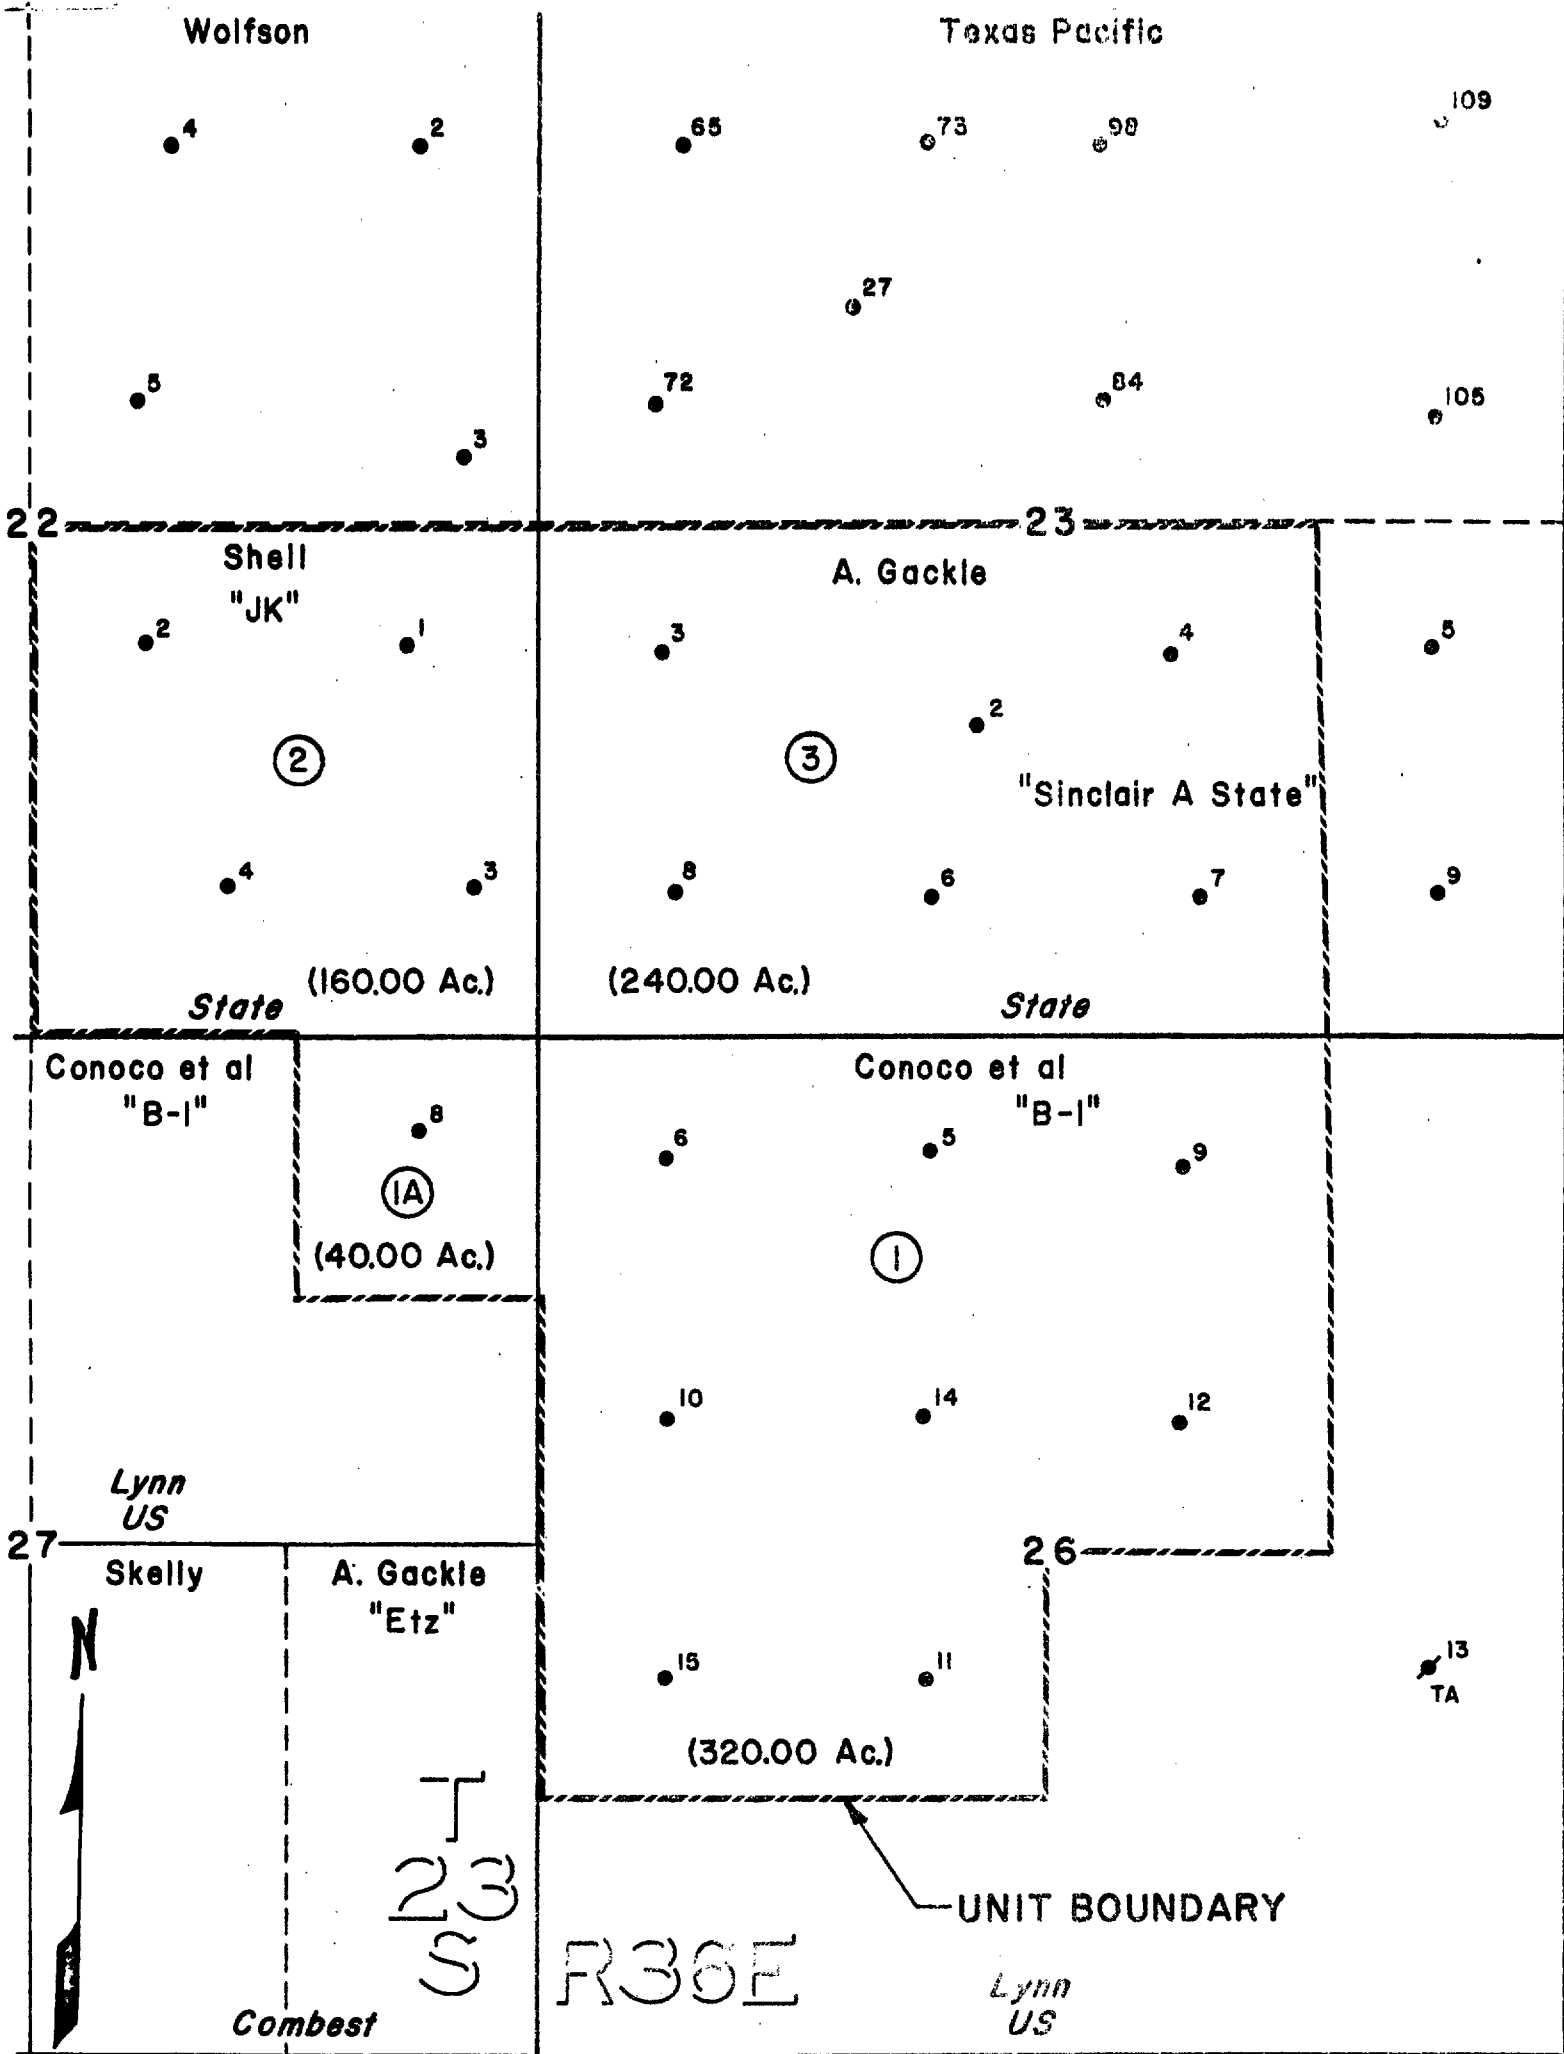 Wolfson
Texas Pacific
4
2
65
73
98
109
27
5
3
72
84
105
22
23
Shell
"JK"
A. Gackle
2
1
3
4
5
2
2
3
"Sinclair A State"
4
3
8
6
7
9
(160.00 Ac.)
(240.00 Ac.)
State
State
Conoco et al
"B-1"
Conoco et al
"B-1"
8
6
5
9
1A
(40.00 Ac.)
1
10
14
12
Lynn
US
27
26
Skelly
A. Gackle
"Etz"
N
15
11
13
TA
(320.00 Ac.)
T
23
S
R36E
UNIT BOUNDARY
Lynn
US
Combest